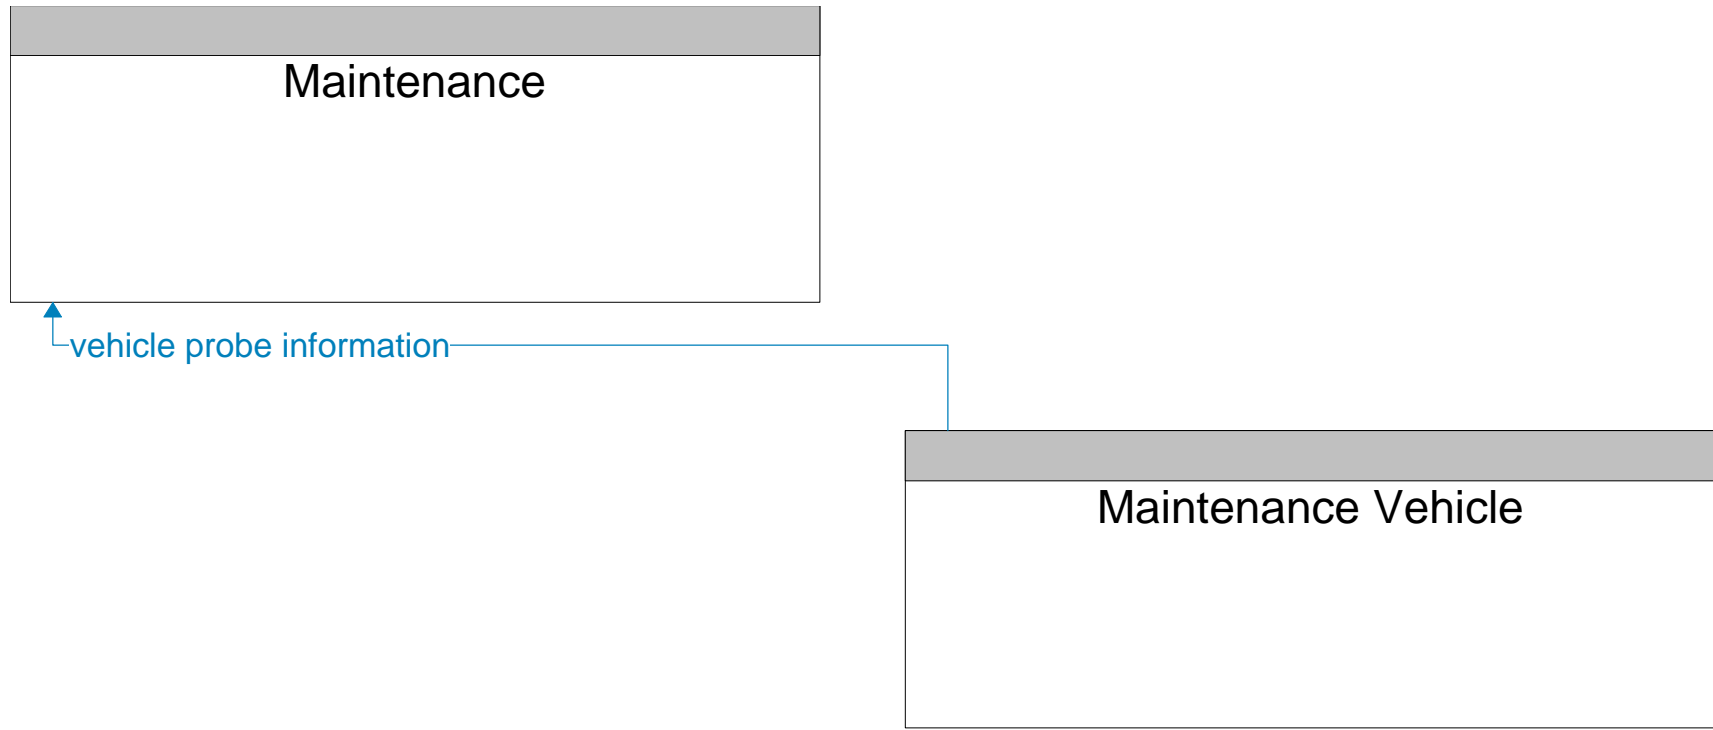 Maintenance
vehicle probe information
Maintenance Vehicle